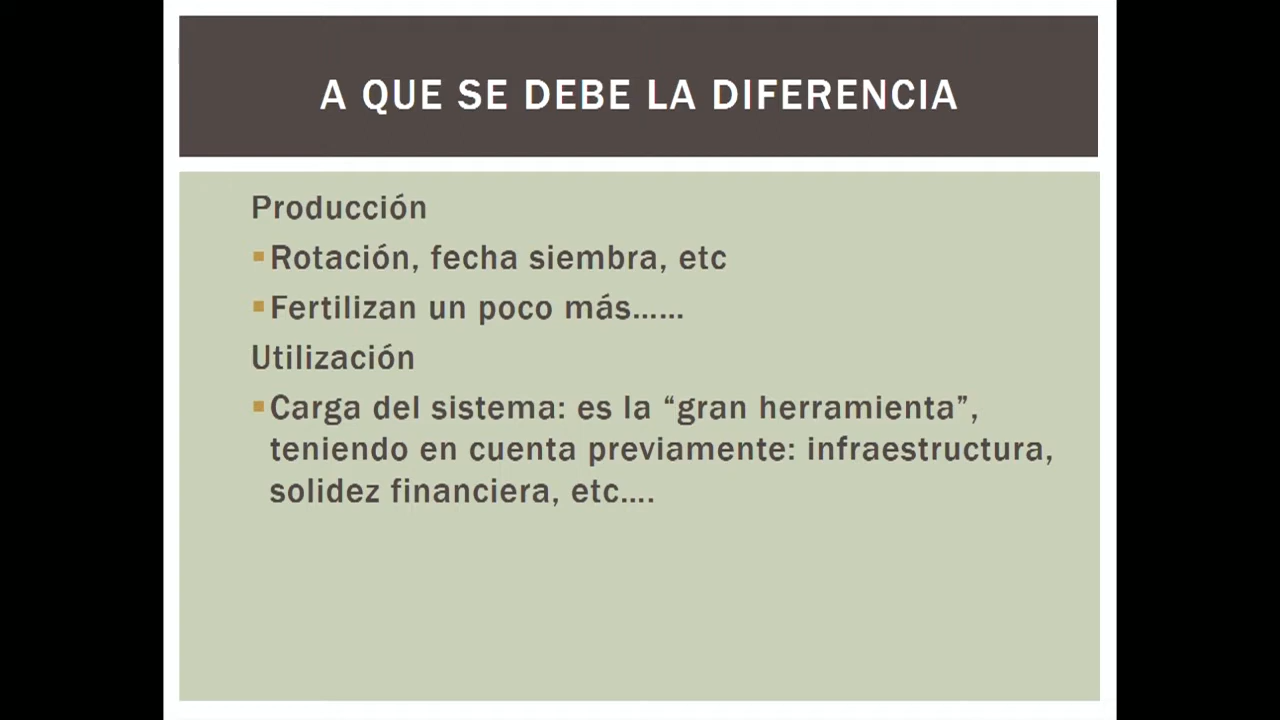 A QUE SE DEBE LA DIFERENCIA
Producción
Rotación, fecha siembra, etc
Fertilizan un poco más......
Utilización
Carga del sistema: es la “gran herramienta”,
teniendo en cuenta previamente: infraestructura,
solidez financiera, etc....